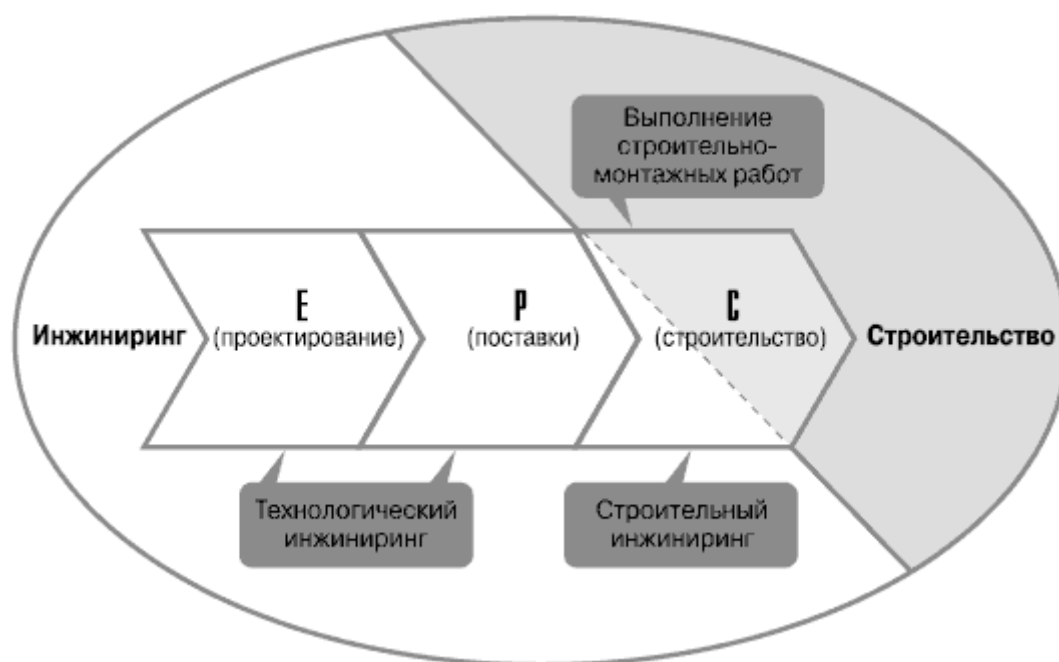 Выполнение
строительно-
монтажных работ
E
(проектирование)
P
(поставки)
C
(строительство)
Инжиниринг
Строительство
Технологический
инжиниринг
Строительный
инжиниринг